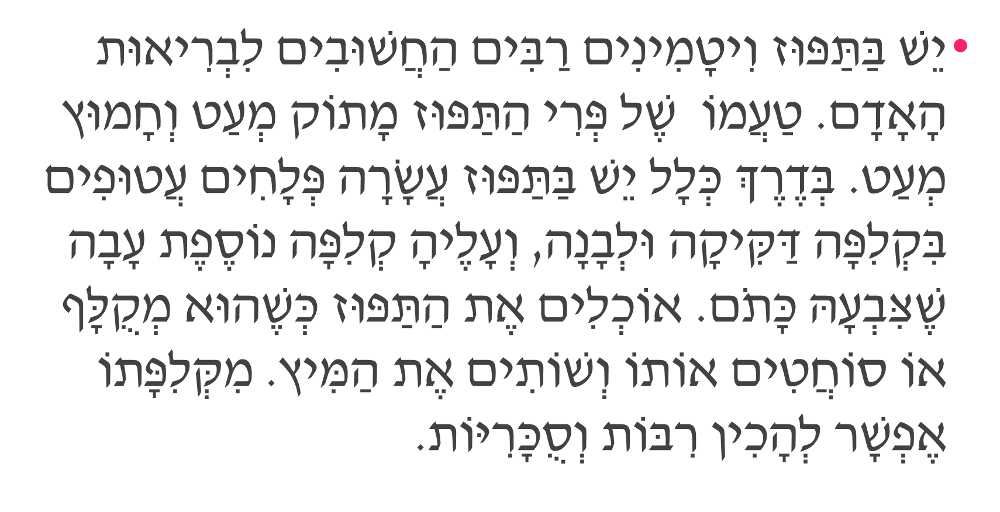 • יֵשׁ בַּתַּפּוּז וִיטָמִינִים רַבִּים הַחֲשׁוּבִים לִבְרִיאוּת
הָאָדָם. טַעֲמוֹ שֶׁל פְּרִי הַתַּפּוּז מָתוֹק מְעַט וְחָמוּץ
מְעַט. בְּדֶרֶךְ כְּלָל יֵשׁ בַּתַּפּוּז עֲשָׂרָה פְּלָחִים עֲטוּפִים
בִּקְלִפָּה דַּקִּיקָה וּלְבָנָה, וְעָלֶיהָ קְלִפָּה נוֹסֶפֶת עָבָה
שֶׁצִּבְעָהּ כָּתֹם. אוֹכְלִים אֶת הַתַּפּוּז כְּשֶׁהוּא מְקֻלָּף
אוֹ סוֹחֲטִים אוֹתוֹ וְשׁוֹתִים אֶת הַמִּיץ. מִקְּלִפָּתוֹ
אֶפְשָׁר לְהָכִין רִבּוֹת וְסֻכָּרִיּוֹת.